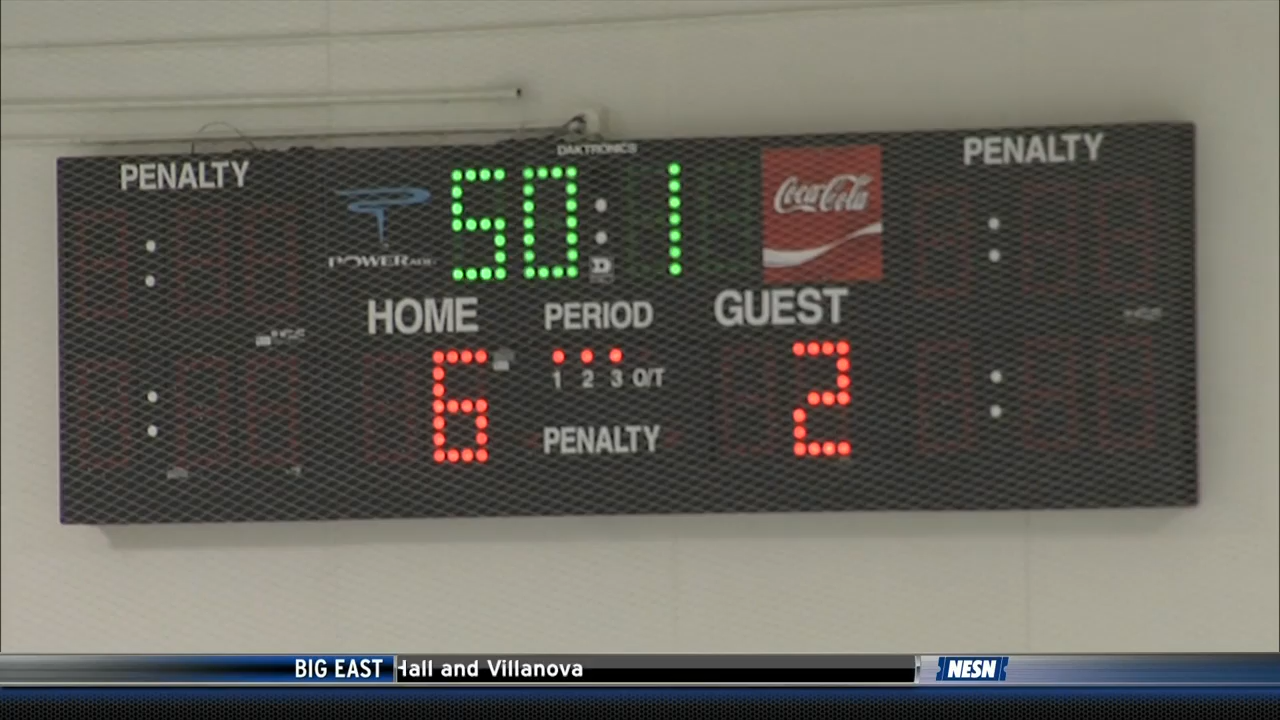 DAKTRONICS
PENALTY
50:1
PENALTY
POWERADE
Coca-Cola
HOME PERIOD GUEST
6
1 2 3 O/T
2
PENALTY
BIG EAST Hall and Villanova NESN